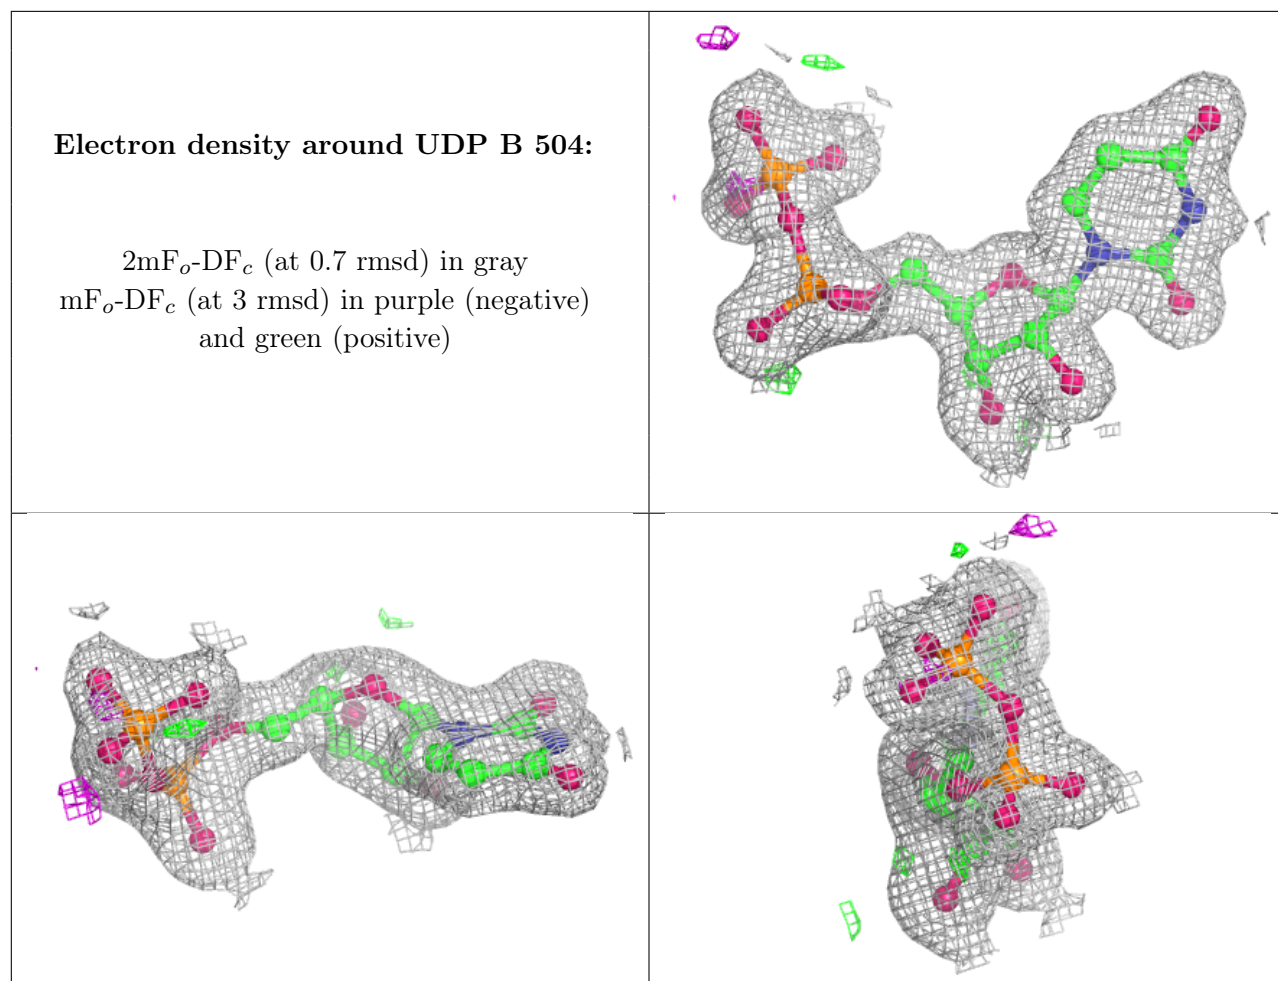 Electron density around UDP B 504:
2mFo-DFc (at 0.7 rmsd) in gray
mFo-DFc (at 3 rmsd) in purple (negative)
and green (positive)